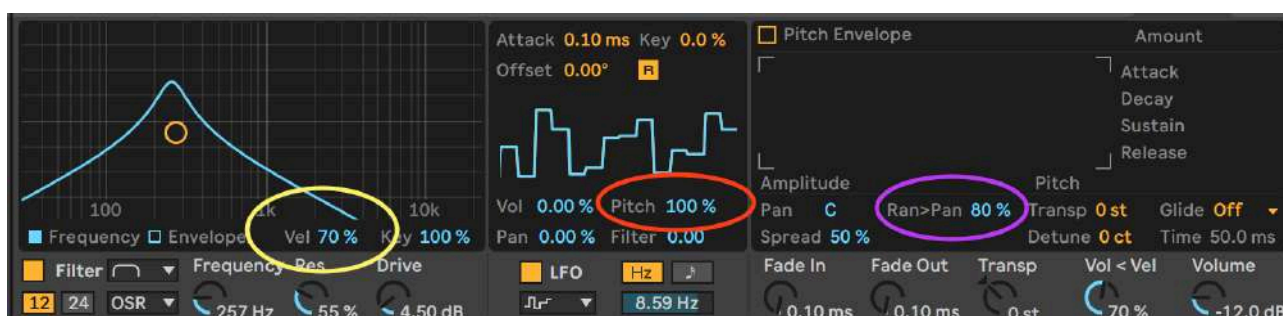 Attack 0.10 ms Key 0.0 %
Offset 0.00° R
100 1k 10k
Frequency Envelope Vel 70 % Key 100 %
Vol 0.00 % Pitch 100 %
Pan 0.00 % Filter 0.00
Pitch Envelope Amount
Attack
Decay
Sustain
Release
Amplitude Pitch
Pan C Ran>Pan 80 % Transp 0 st Glide Off
Spread 50 % Detune 0 ct Time 50.0 ms
Filter Frequency Res Drive
12 24 OSR 257 Hz 55 % 4.50 dB
LFO Hz
8.59 Hz
Fade In Fade Out Transp Vol < Vel Volume
0.10 ms 0.10 ms 0 st 70 % -12.0 dB